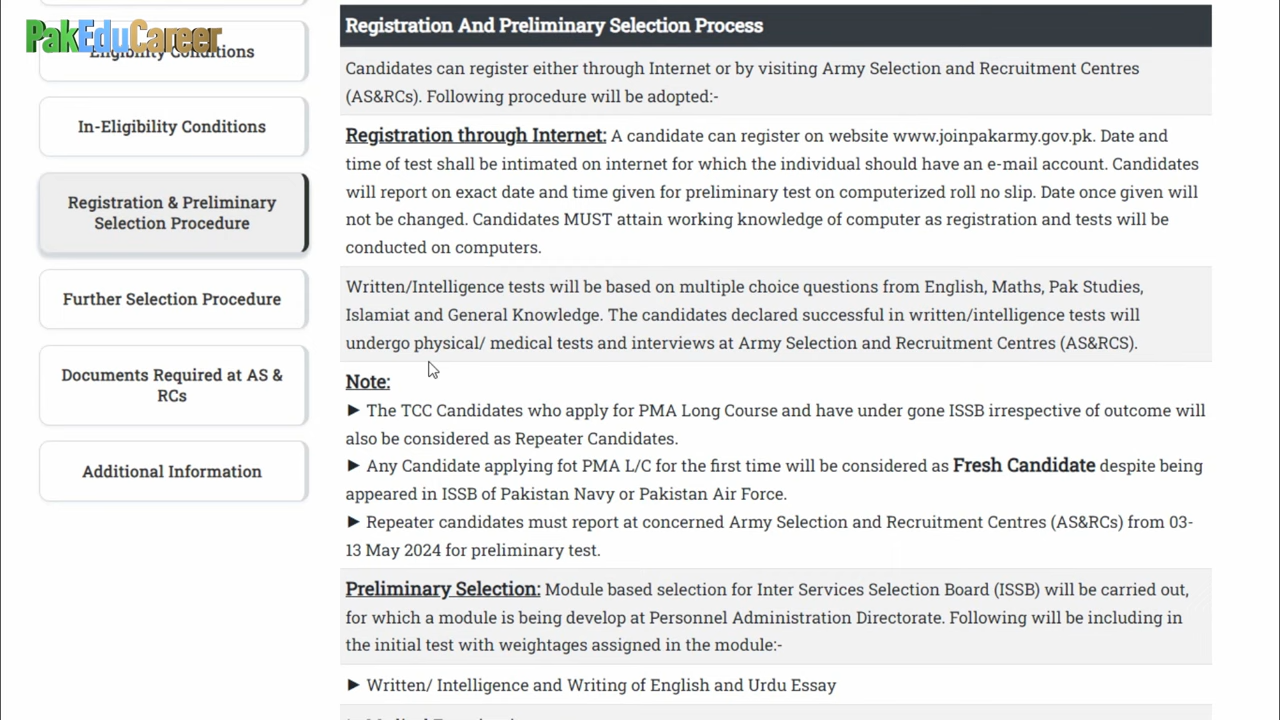 PakEduCareer
Eligibility Conditions
In-Eligibility Conditions
Registration & Preliminary
Selection Procedure
Further Selection Procedure
Documents Required at AS &
RCs
Additional Information
Registration And Preliminary Selection Process
Candidates can register either through Internet or by visiting Army Selection and Recruitment Centres
(AS&RCs). Following procedure will be adopted:-
Registration through Internet: A candidate can register on website www.joinpakarmy.gov.pk. Date and
time of test shall be intimated on internet for which the individual should have an e-mail account. Candidates
will report on exact date and time given for preliminary test on computerized roll no slip. Date once given will
not be changed. Candidates MUST attain working knowledge of computer as registration and tests will be
conducted on computers.
Written/Intelligence tests will be based on multiple choice questions from English, Maths, Pak Studies,
Islamiat and General Knowledge. The candidates declared successful in written/intelligence tests will
undergo physical/ medical tests and interviews at Army Selection and Recruitment Centres (AS&RCS).
Note:
► The TCC Candidates who apply for PMA Long Course and have under gone ISSB irrespective of outcome will
also be considered as Repeater Candidates.
► Any Candidate applying fot PMA L/C for the first time will be considered as Fresh Candidate despite being
appeared in ISSB of Pakistan Navy or Pakistan Air Force.
► Repeater candidates must report at concerned Army Selection and Recruitment Centres (AS&RCs) from 03-
13 May 2024 for preliminary test.
Preliminary Selection: Module based selection for Inter Services Selection Board (ISSB) will be carried out,
for which a module is being develop at Personnel Administration Directorate. Following will be including in
the initial test with weightages assigned in the module:-
► Written/ Intelligence and Writing of English and Urdu Essay